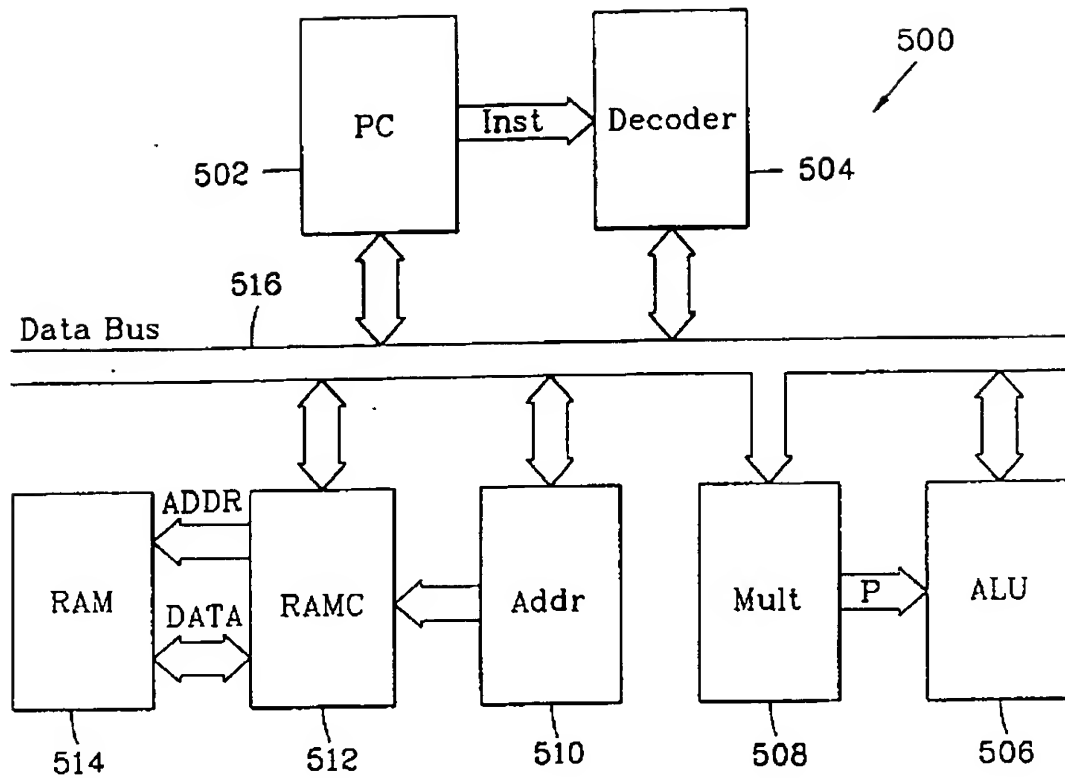 500
PC
Inst
Decoder
502
504
516
Data Bus
ADDR
RAM
DATA
RAMC
Addr
Mult
P
ALU
514
512
510
508
506